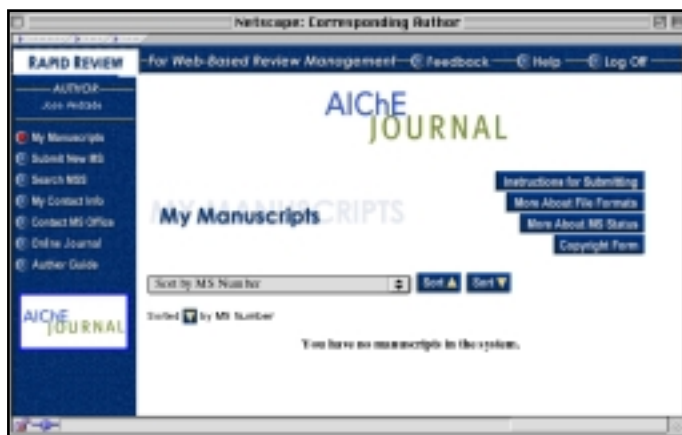 Netscape: Corresponding Author
RAPID REVIEW
For Web-Based Review Management
Feedback
Help
Log Off
AUTHOR
My Manuscripts
Submit New MS
Search MSS
My Contact Info
Contact MS Office
Online Journal
Author Guide
AIChE
JOURNAL
AIChE
JOURNAL
MY MANUSCRIPTS
My Manuscripts
Instructions for Submitting
More About File Formats
More About MS Status
Copyright Form
Sort by MS Number
Sort
Sort
Sorted by MS Number
You have no manuscripts in the system.